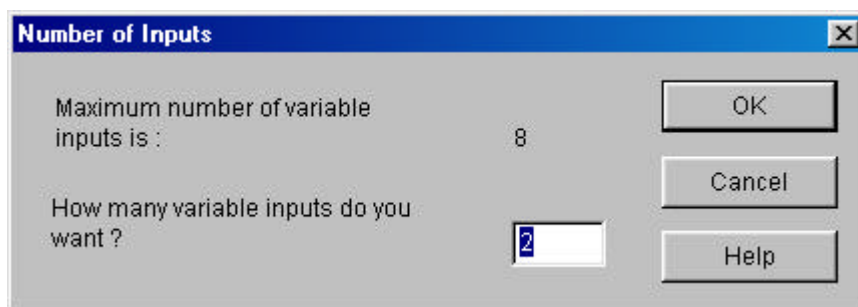 Number of Inputs
Maximum number of variable
inputs is :
8
OK
Cancel
How many variable inputs do you
want ?
2
Help